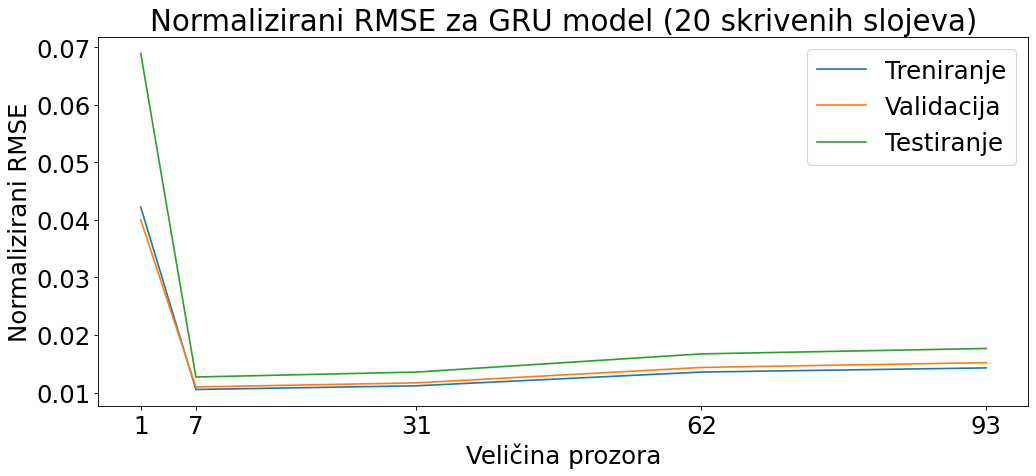 Normalizirani RMSE za GRU model (20 skrivenih slojeva)
0.07
0.06
0.05
0.04
0.03
0.02
0.01
Normalizirani RMSE
Treniranje
Validacija
Testiranje
1 7 31 62 93
Veličina prozora